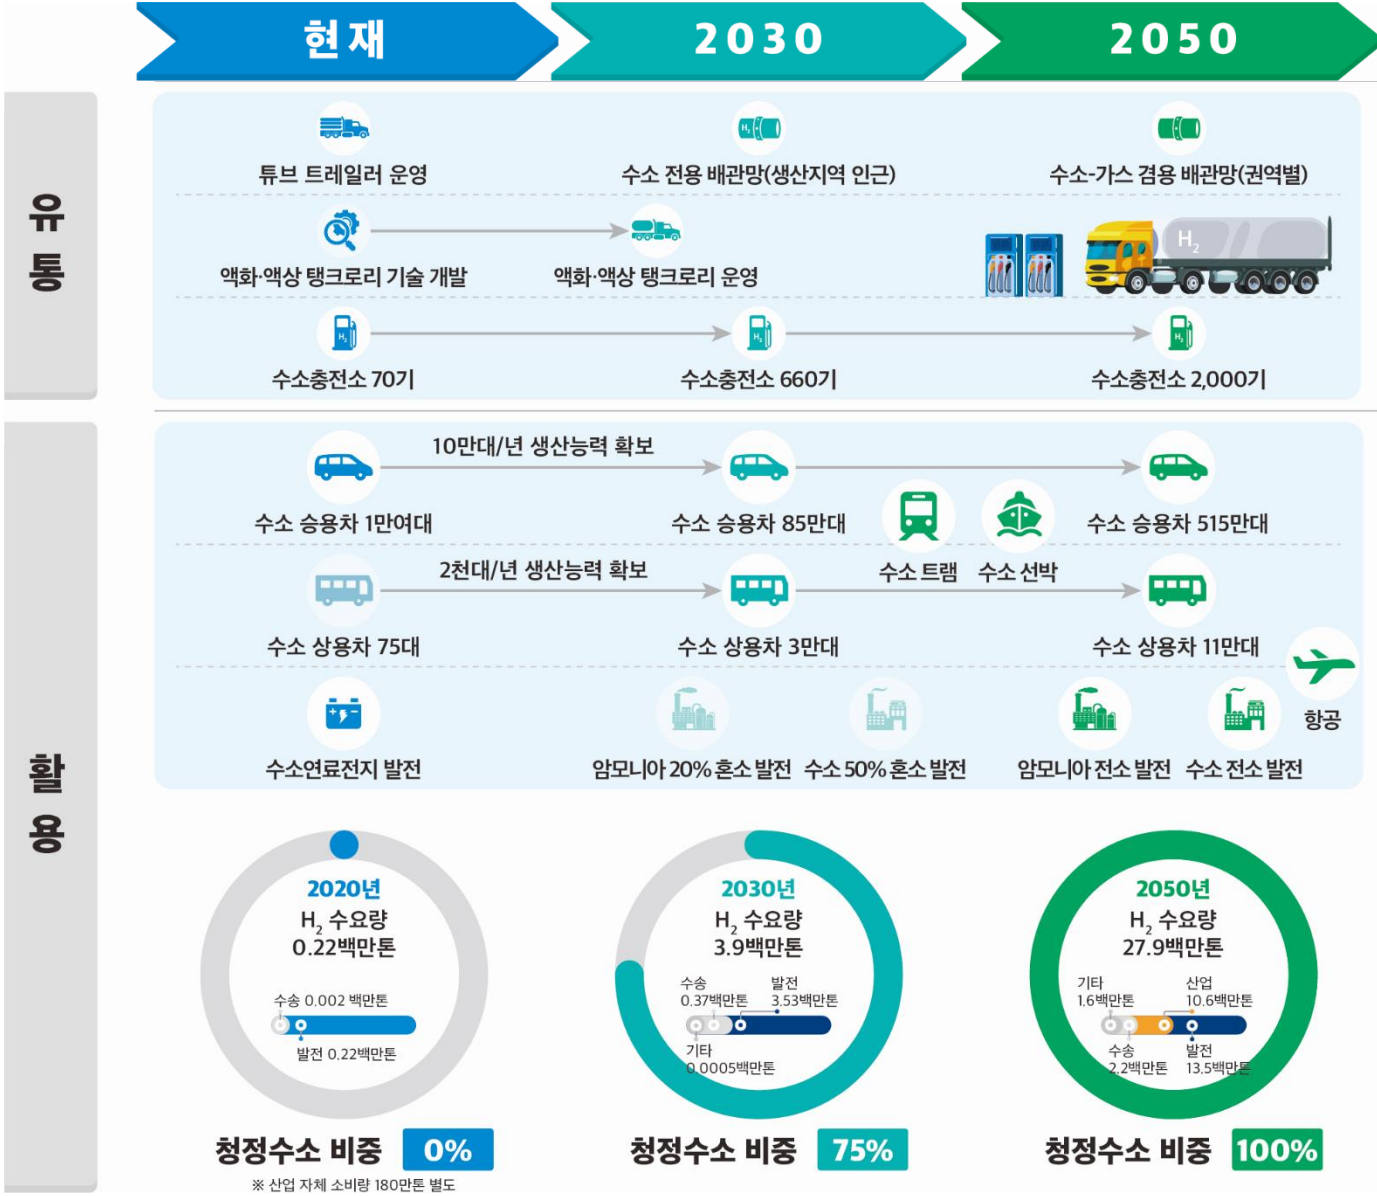 현재
2030
2050
유통
튜브 트레일러 운영
수소 전용 배관망(생산지역 인근)
수소-가스 겸용 배관망(권역별)
액화·액상 탱크로리 기술 개발
액화·액상 탱크로리 운영
H₂
수소충전소 70기
수소충전소 660기
수소충전소 2,000기
활용
10만대/년 생산능력 확보
수소 승용차 1만여대
수소 승용차 85만대
수소 승용차 515만대
수소 트램
수소 선박
2천대/년 생산능력 확보
수소 상용차 75대
수소 상용차 3만대
수소 상용차 11만대
항공
수소연료전지 발전
암모니아 20% 혼소 발전
수소 50% 혼소 발전
암모니아 전소 발전
수소 전소 발전
2020년
H₂ 수요량
0.22백만톤
수송 0.002 백만톤
발전 0.22백만톤
청정수소 비중 0%
※ 산업 자체 소비량 180만톤 별도
2030년
H₂ 수요량
3.9백만톤
수송
0.37백만톤
발전
3.53백만톤
기타
0.0005백만톤
청정수소 비중 75%
2050년
H₂ 수요량
27.9백만톤
기타
1.6백만톤
산업
10.6백만톤
수송
2.2백만톤
발전
13.5백만톤
청정수소 비중 100%